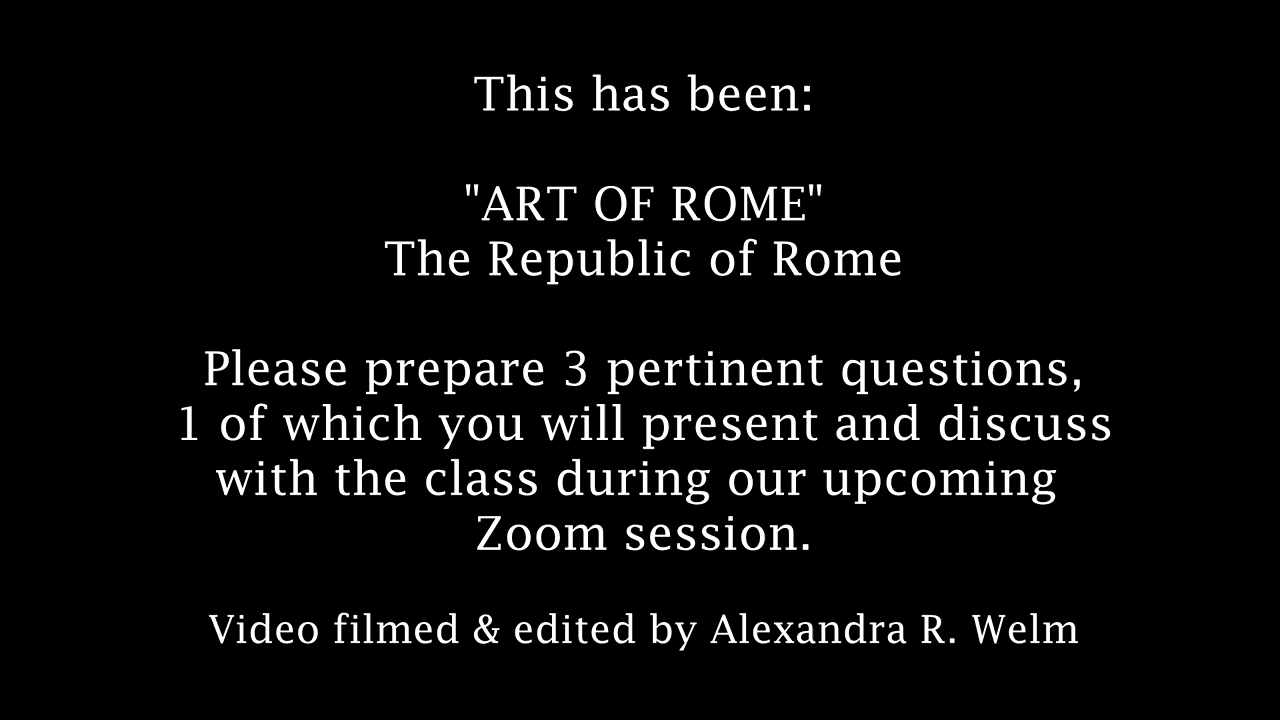 This has been:
"ART OF ROME"
The Republic of Rome
Please prepare 3 pertinent questions,
1 of which you will present and discuss
with the class during our upcoming
Zoom session.
Video filmed & edited by Alexandra R. Welm